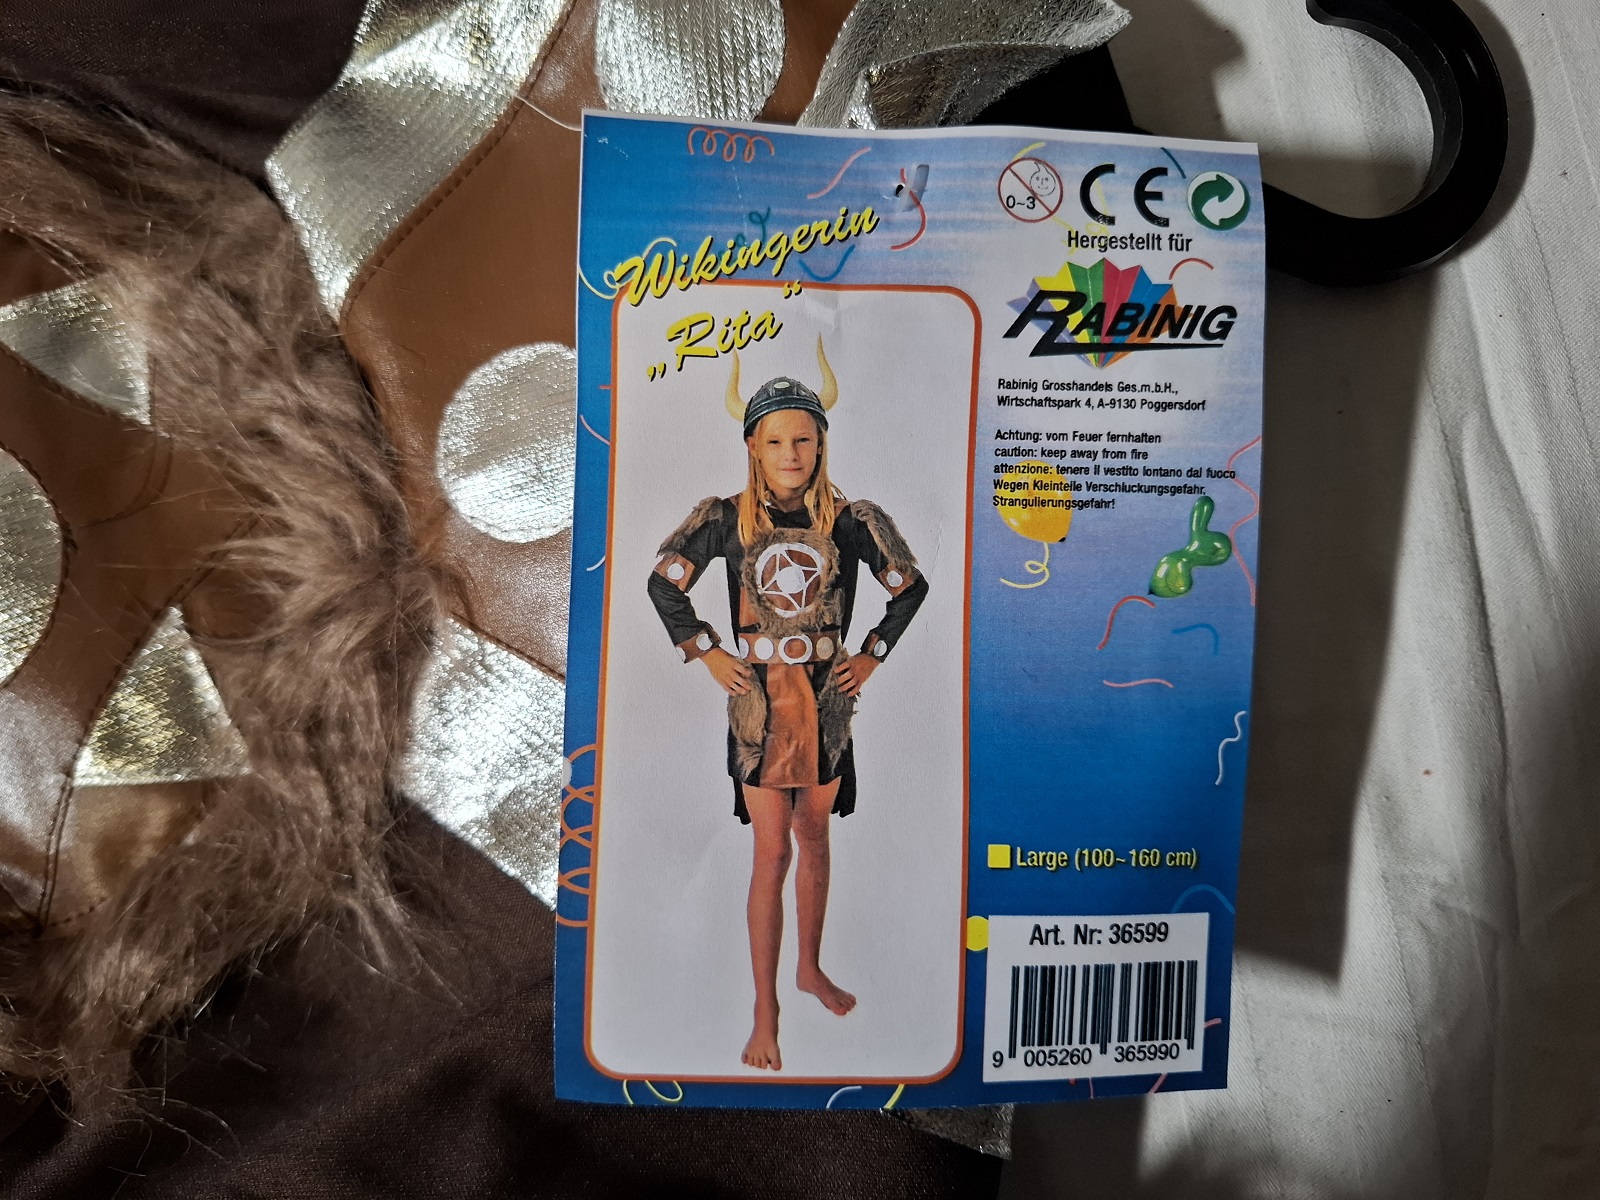 Wikingerin
„Rita“
0~3
CE
Hergestellt für
RABINIG
Rabinig Grosshandels Ges.m.b.H.,
Wirtschaftspark 4, A-9130 Poggersdorf
Achtung: vom Feuer fernhalten
caution: keep away from fire
attenzione: tenere il vestito lontano dal fuoco
Wegen Kleinteile Verschluckungsgefahr.
Strangulierungsgefahr!
Large (100~160 cm)
Art. Nr: 36599
9 005260 365990